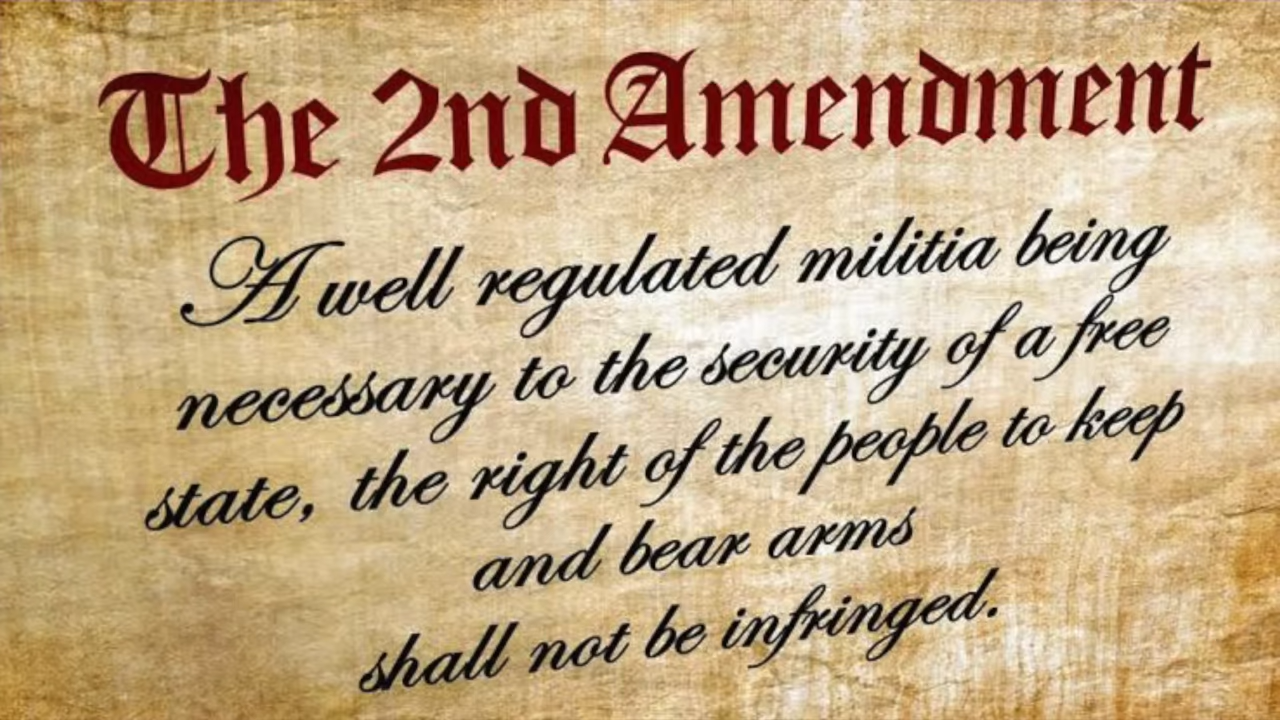 The 2nd Amendment
A well regulated militia being
necessary to the security of a free
state, the right of the people to keep
and bear arms
shall not be infringed.